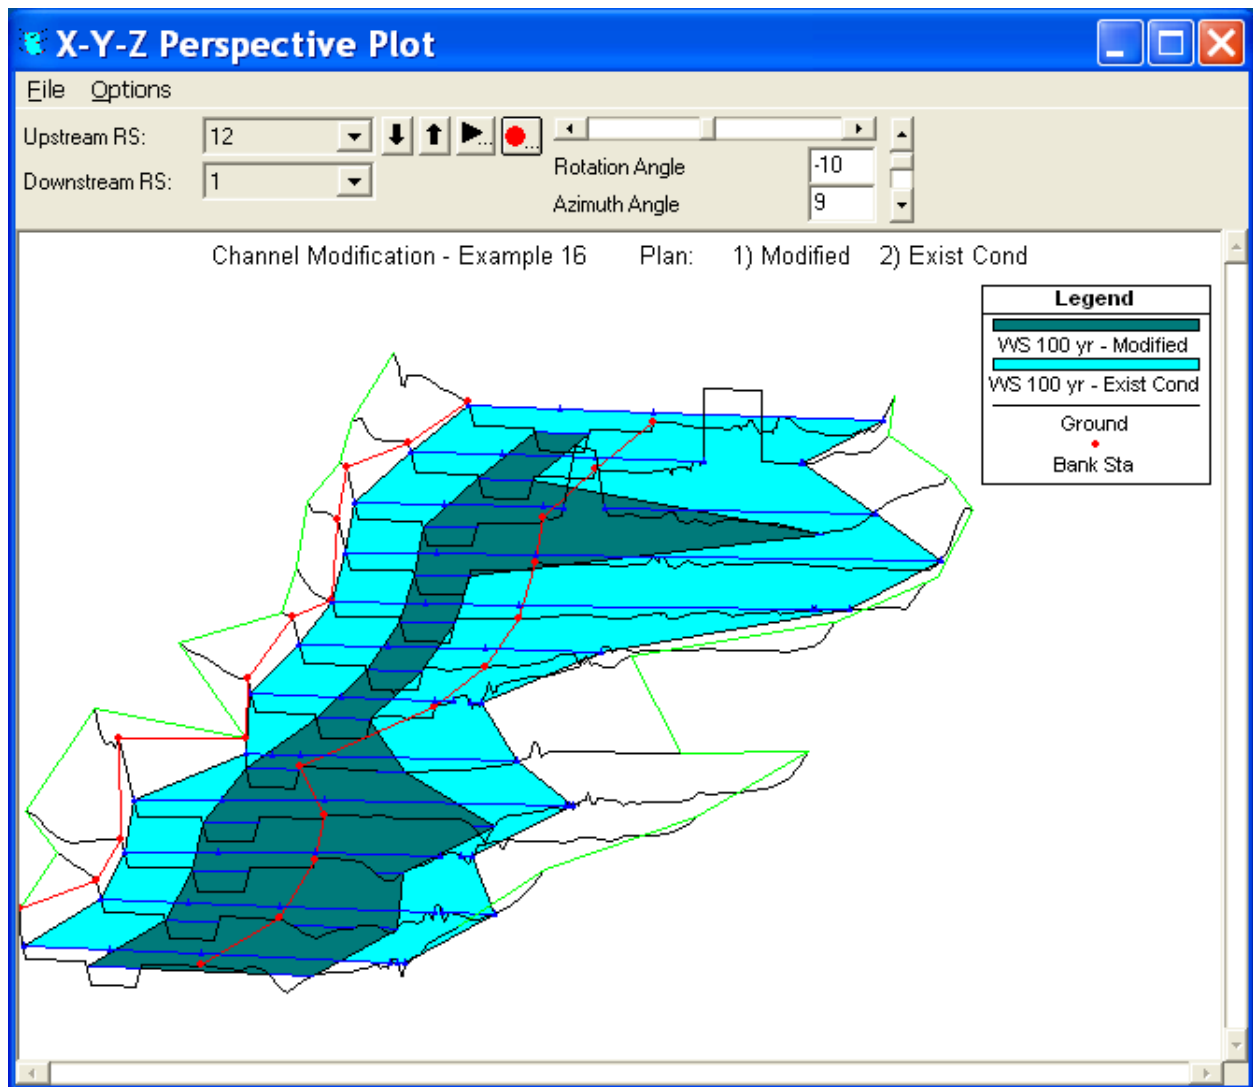 X-Y-Z Perspective Plot
File Options
Upstream RS: 12
Downstream RS: 1
Rotation Angle -10
Azimuth Angle 9
Channel Modification - Example 16 Plan: 1) Modified 2) Exist Cond
Legend
WS 100 yr - Modified
WS 100 yr - Exist Cond
Ground
Bank Sta